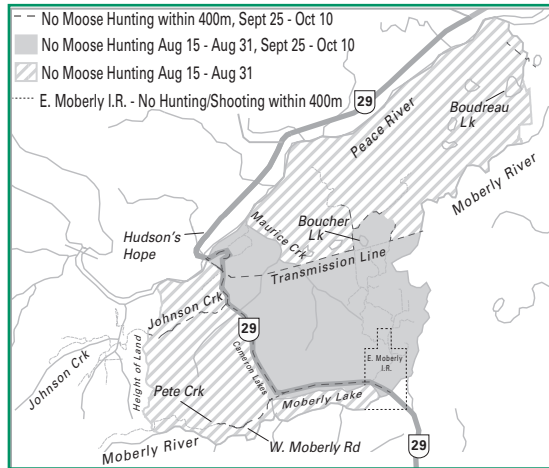 No Moose Hunting within 400m, Sept 25 - Oct 10
No Moose Hunting Aug 15 - Aug 31, Sept 25 - Oct 10
No Moose Hunting Aug 15 - Aug 31
E. Moberly I.R. - No Hunting/Shooting within 400m
29
Boudreau
Lk
Peace River
Moberly River
Hudson's
Hope
Maurice Crk
Boucher
Lk
Transmission Line
Johnson Crk
29
Johnson Crk
Height of Land
Cameron Lakes
E. Moberly
I.R.
Pete Crk
Moberly Lake
Moberly River
W. Moberly Rd
29